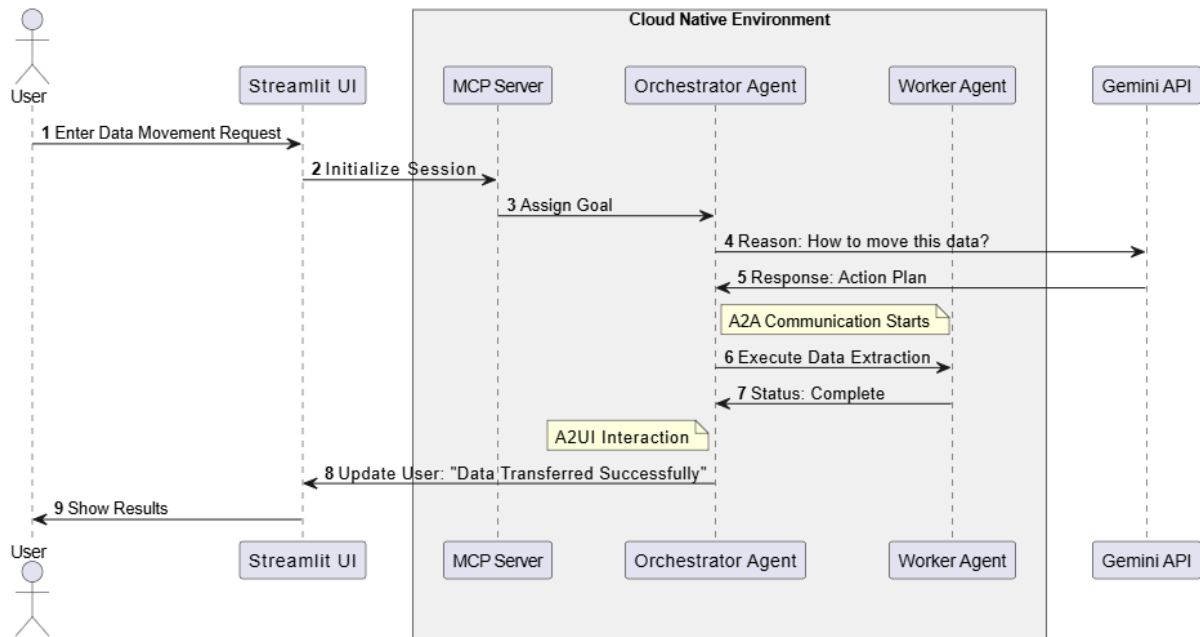 Cloud Native Environment
User
Streamlit UI
MCP Server
Orchestrator Agent
Worker Agent
Gemini API
1 Enter Data Movement Request
2 Initialize Session
3 Assign Goal
4 Reason: How to move this data?
5 Response: Action Plan
A2A Communication Starts
6 Execute Data Extraction
7 Status: Complete
A2UI Interaction
8 Update User: "Data Transferred Successfully"
9 Show Results
User
Streamlit UI
MCP Server
Orchestrator Agent
Worker Agent
Gemini API